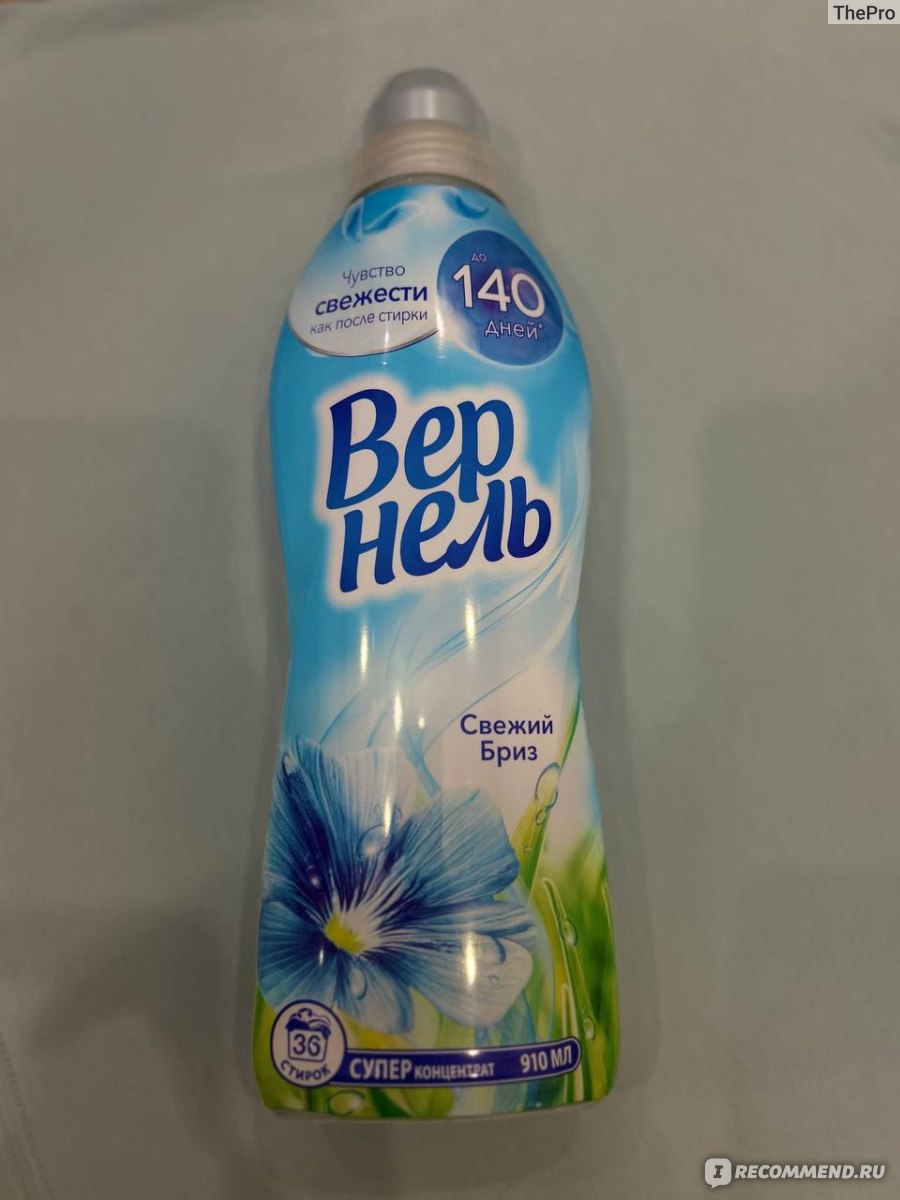 ThePro
Чувство
свежести
как после стирки
до
140
дней*
Вер
нель
Свежий
Бриз
36
СТИРОК
СУПЕР КОНЦЕНТРАТ 910 МЛ
I RECOMMEND.RU